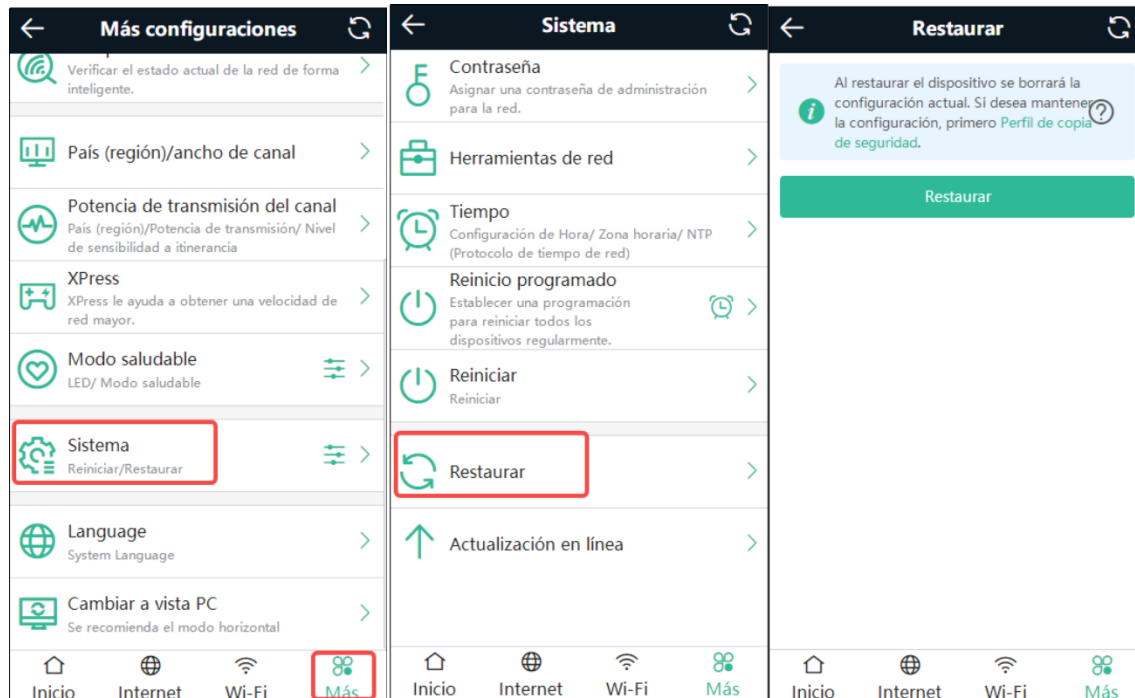 Más configuraciones
Verificar el estado actual de la red de forma
inteligente.
País (región)/ancho de canal
Potencia de transmisión del canal
País (región)/Potencia de transmisión/ Nivel
de sensibilidad a itinerancia
XPress
XPress le ayuda a obtener una velocidad de
red mayor.
Modo saludable
LED/ Modo saludable
Sistema
Reiniciar/Restaurar
Language
System Language
Cambiar a vista PC
Se recomienda el modo horizontal
Inicio
Internet
Wi-Fi
Más
Sistema
Contraseña
Asignar una contraseña de administración
para la red.
Herramientas de red
Tiempo
Configuración de Hora/ Zona horaria/ NTP
(Protocolo de tiempo de red)
Reinicio programado
Establecer una programación
para reiniciar todos los
dispositivos regularmente.
Reiniciar
Reiniciar
Restaurar
Actualización en línea
Inicio
Internet
Wi-Fi
Más
Restaurar
Al restaurar el dispositivo se borrará la
configuración actual. Si desea mantener
la configuración, primero Perfil de copia
de seguridad.
Restaurar
Inicio
Internet
Wi-Fi
Más